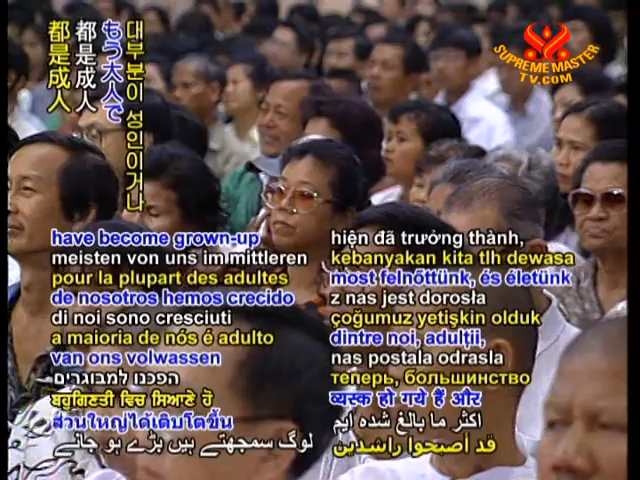 都是成人
都是成人
もう大人で
대부분이 성인이거나
SUPREME MASTER
TV.COM
have become grown-up
meisten von uns im mittleren
pour la plupart des adultes
de nosotros hemos crecido
di noi sono cresciuti
a maioria de nós é adulto
van ons volwassen
הפכנו למבוגרים
ਬਹੁਗਿਣਤੀ ਵਿਚ ਸਿਆਣੇ ਹੋ
ส่วนใหญ่ได้เติบโตขึ้น
لوگ سمجھتے ہیں بڑے ہو جانے
hiện đã trưởng thành,
kebanyakan kita tlh dewasa
most felnőttünk, és életünk
z nas jest dorosła
çoğumuz yetişkin olduk
dintre noi, adulții,
nas postala odrasla
теперь, большинство
व्यस्क हो गये हैं और
اکثر ما بالغ شده ایم
قد أصبحوا راشدين